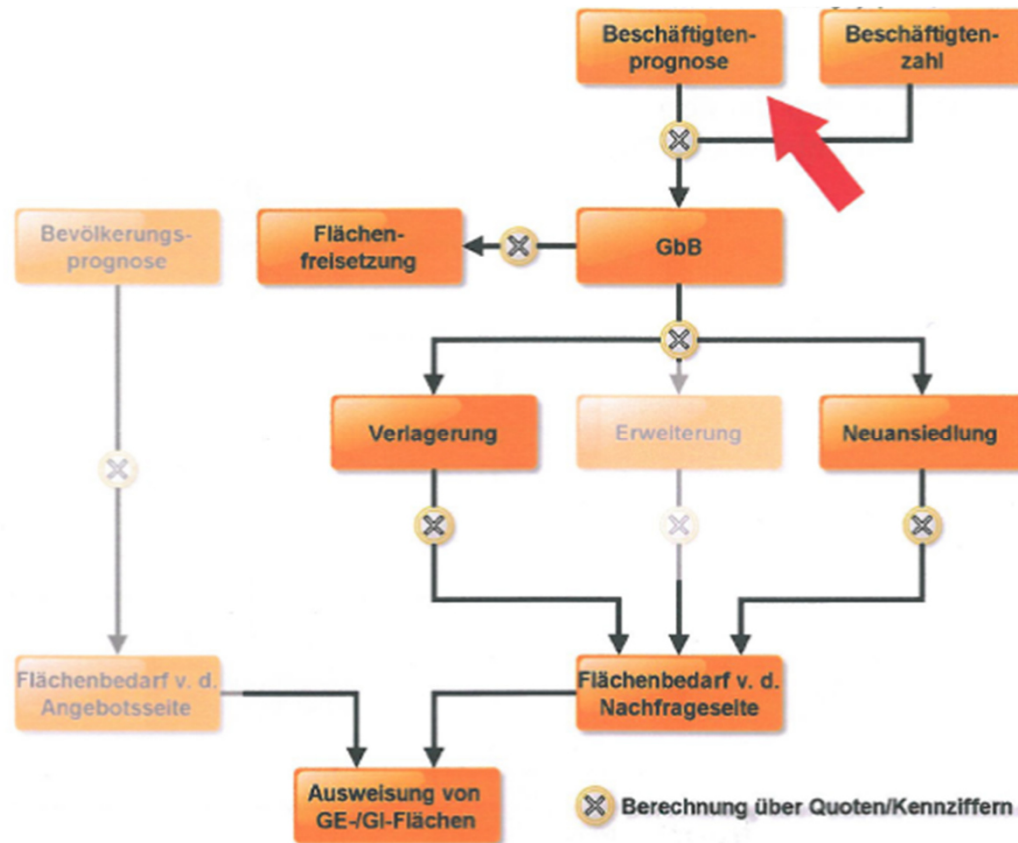 Beschäftigten-
prognose
Beschäftigten-
zahl
Bevölkerungs-
prognose
Flächen-
freisetzung
GbB
Verlagerung
Erweiterung
Neuansiedlung
Flächenbedarf v. d.
Angebotsseite
Flächenbedarf v. d.
Nachfrageseite
Ausweisung von
GE-/GI-Flächen
Berechnung über Quoten/Kennziffern